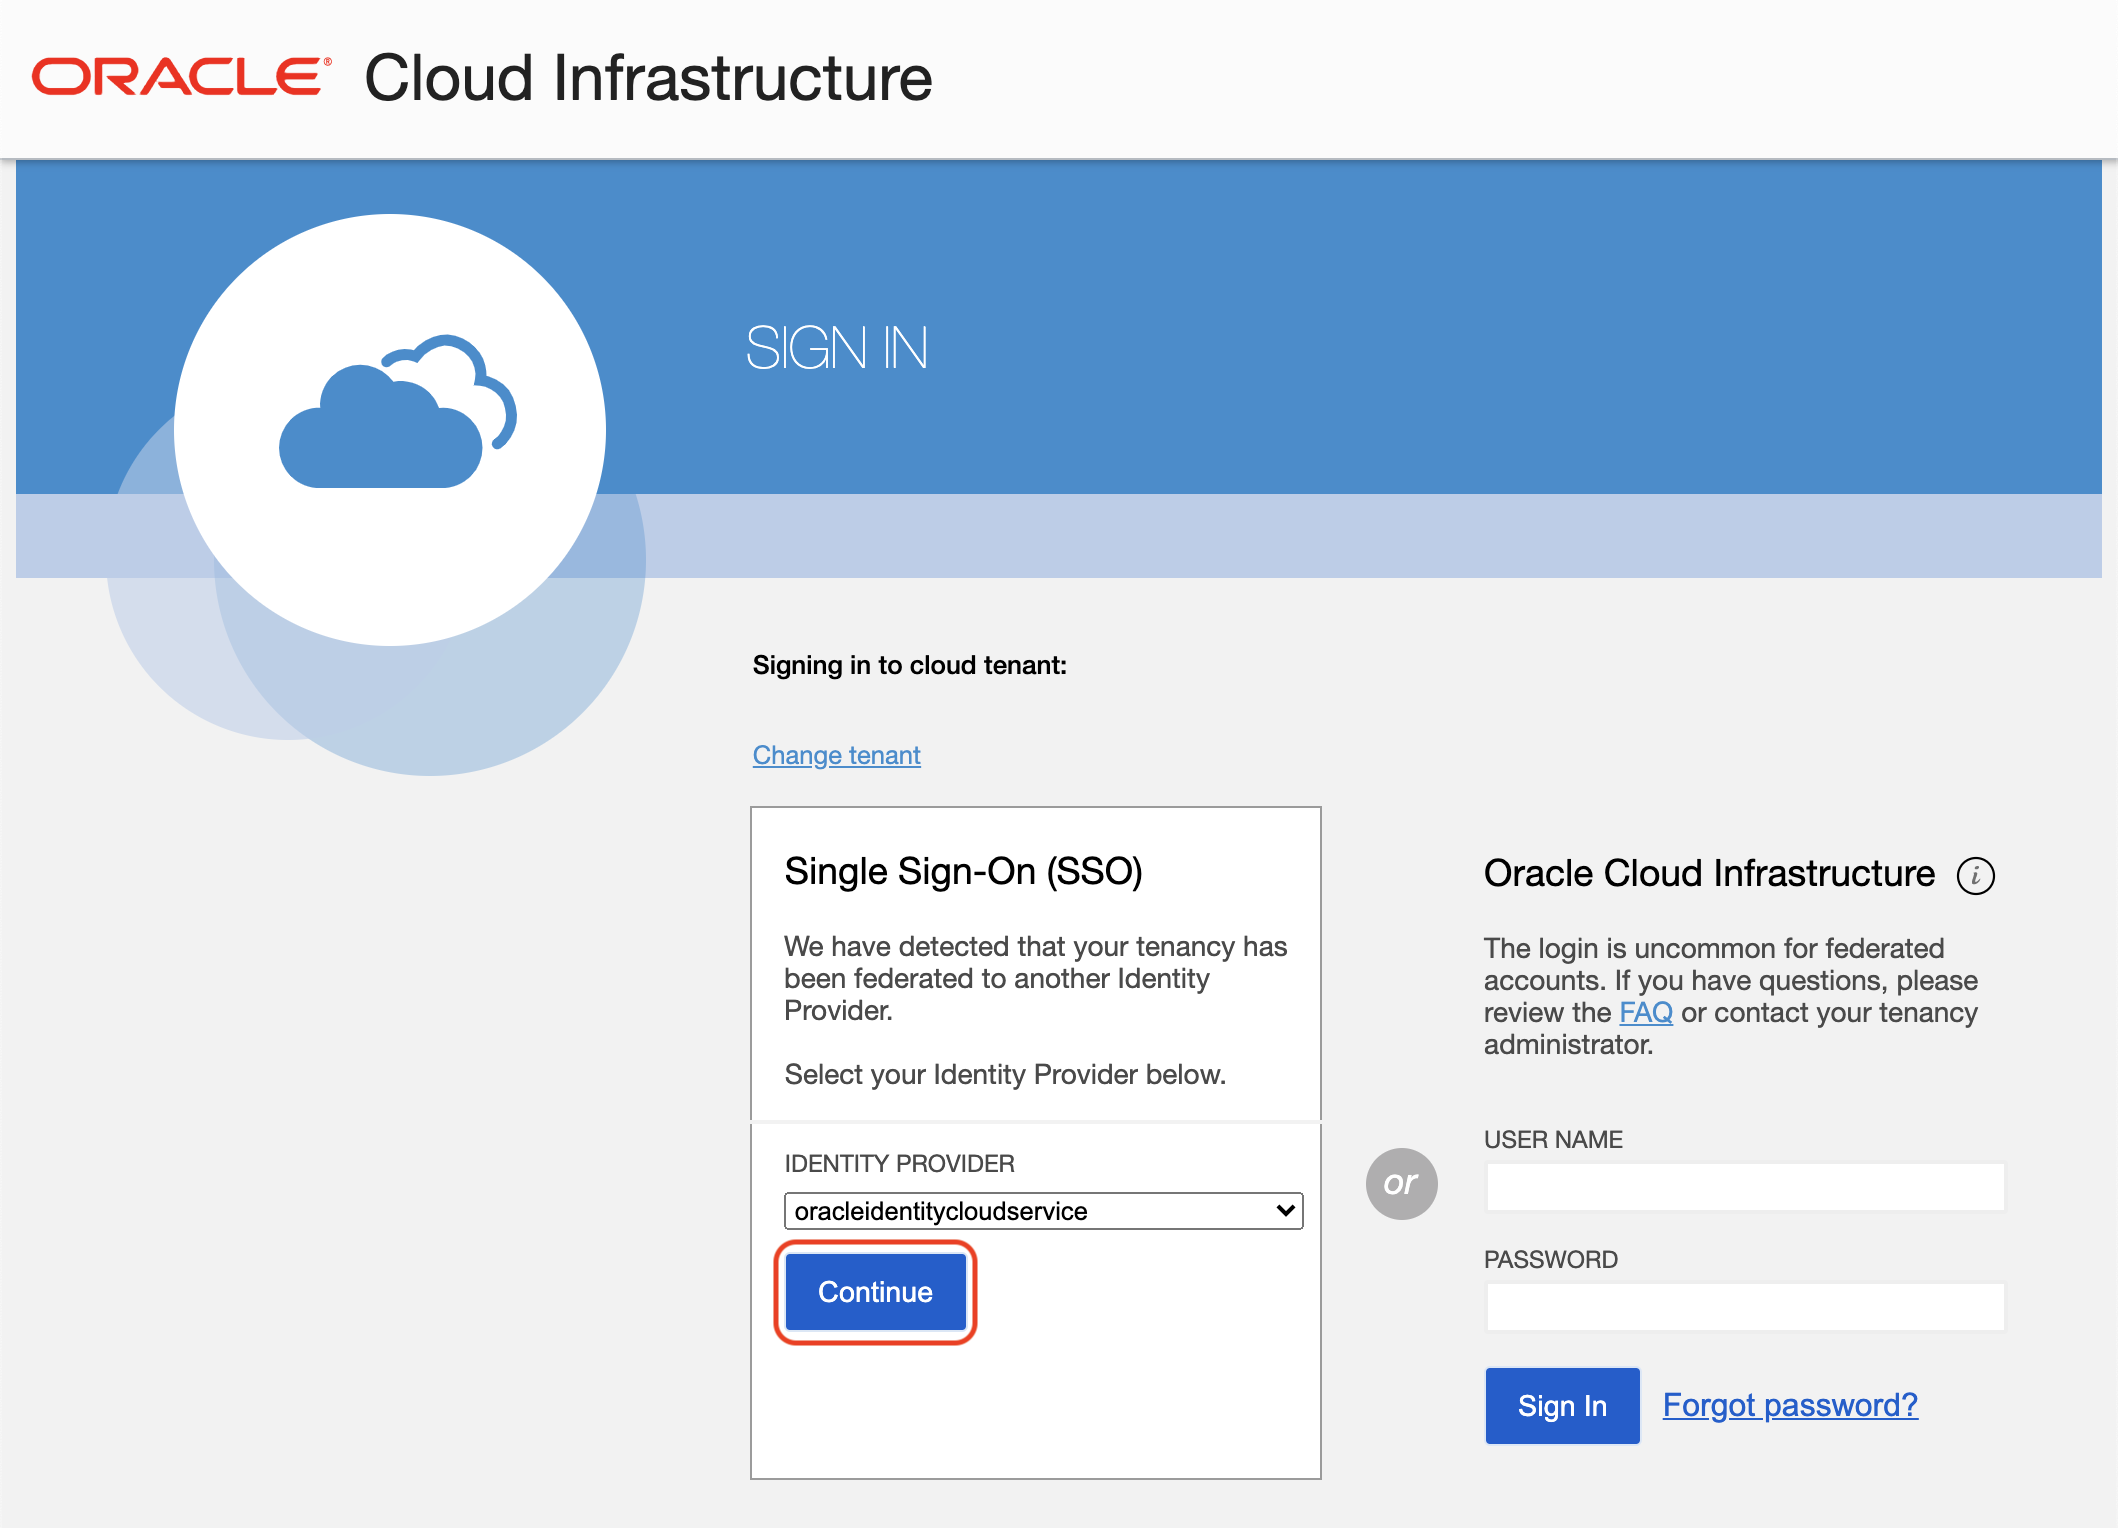 ORACLE® Cloud Infrastructure
SIGN IN
Signing in to cloud tenant:
Change tenant
Single Sign-On (SSO)
We have detected that your tenancy has
been federated to another Identity
Provider.
Select your Identity Provider below.
IDENTITY PROVIDER
oracleidentitycloudservice
Continue
or
Oracle Cloud Infrastructure i
The login is uncommon for federated
accounts. If you have questions, please
review the FAQ or contact your tenancy
administrator.
USER NAME
PASSWORD
Sign In Forgot password?